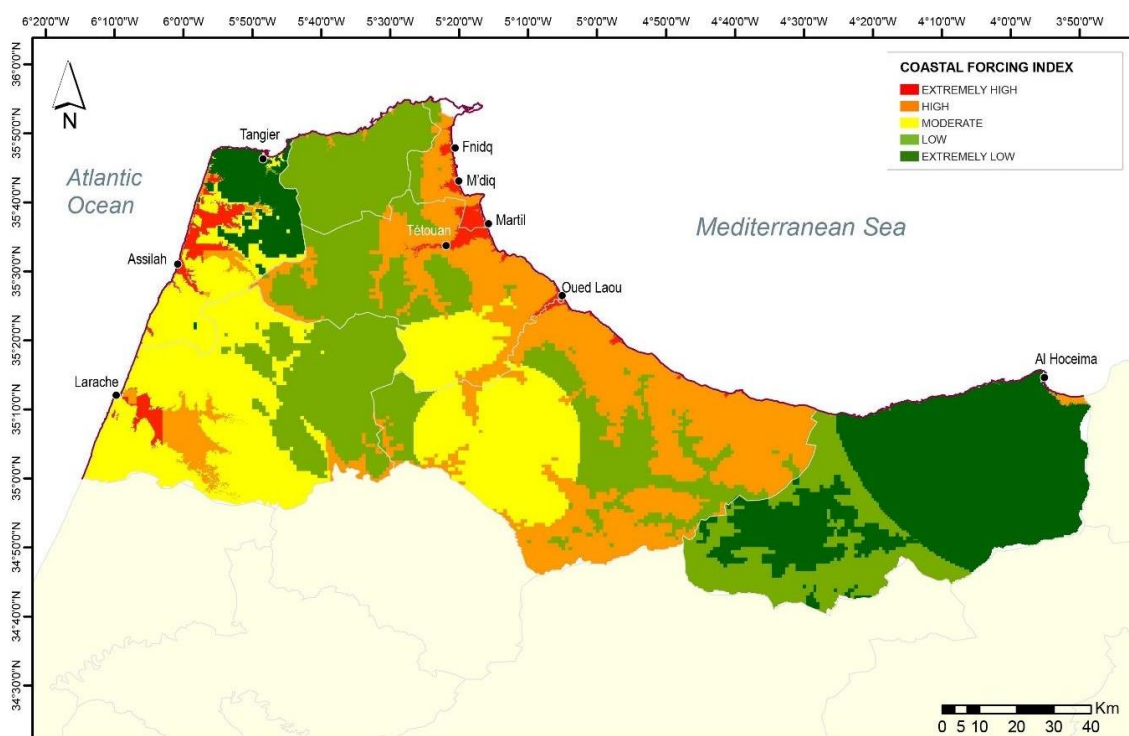 6°20'0"W 6°10'0"W 6°0'0"W 5°50'0"W 5°40'0"W 5°30'0"W 5°20'0"W 5°10'0"W 5°0'0"W 4°50'0"W 4°40'0"W 4°30'0"W 4°20'0"W 4°10'0"W 4°0'0"W 3°50'0"W
36°0'0"N
35°50'0"N
35°40'0"N
35°30'0"N
35°20'0"N
35°10'0"N
35°0'0"N
34°50'0"N
34°40'0"N
34°30'0"N
N
COASTAL FORCING INDEX
EXTREMELY HIGH
HIGH
MODERATE
LOW
EXTREMELY LOW
Tangier
Fnidq
M'diq
Atlantic
Ocean
Martil
Tétouan
Mediterranean Sea
Assilah
Oued Laou
Al Hoceima
Larache
Km
0 5 10 20 30 40